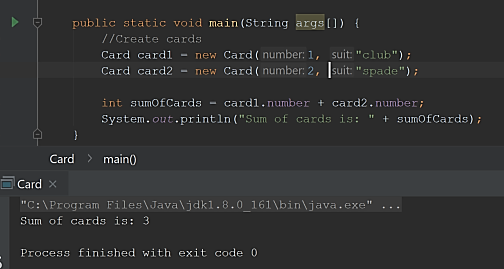 public static void main(String args[]) {
//Create cards
Card card1 = new Card( number: 1, suit: "club");
Card card2 = new Card( number: 2, suit: "spade");
int sumOfCards = card1.number + card2.number;
System.out.println("Sum of cards is: " + sumOfCards);
}
Card > main()
Card ×
"C:\Program Files\Java\jdk1.8.0_161\bin\java.exe" ...
Sum of cards is: 3
Process finished with exit code 0